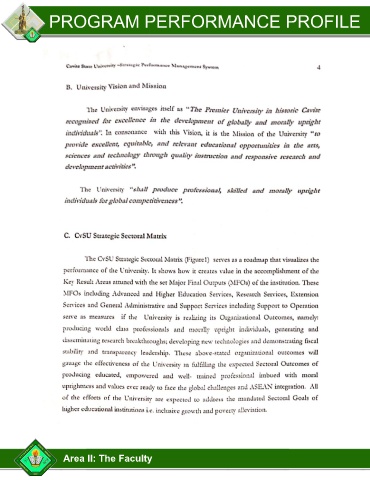 PROGRAM PERFORMANCE PROFILE
Cavite State University -Strategic Performance Management System 4
B. University Vision and Mission
The University envisages itself as "The Premier University in historic Cavite
recognised for excellence in the development of globally and morally upright
individuals". In consonance with this Vision, it is the Mission of the University "to
provide excellent, equitable, and relevant educational opportunities in the arts,
sciences and technology through quality instruction and responsive research and
development activities".
The University "shall produce professional, skilled and morally upright
individuals for global competitiveness".
C. CvSU Strategic Sectoral Matrix
The CvSU Strategic Sectoral Matrix (Figure1) serves as a roadmap that visualizes the
performance of the University. It shows how it creates value in the accomplishment of the
Key Result Areas attuned with the set Major Final Outputs (MFOs) of the institution. These
MFOs including Advanced and Higher Education Services, Research Services, Extension
Services and General Administrative and Support Services including Support to Operation
serve as measures if the University is realizing its Organizational Outcomes, namely:
producing world class professionals and morally upright individuals, generating and
disseminating research breakthroughs; developing new technologies and demonstrating fiscal
stability and transparency leadership. These above-stated organizational outcomes will
gauge the effectiveness of the University in fulfilling the expected Sectoral Outcomes of
producing educated, empowered and well- trained professional imbued with moral
uprightness and values ever ready to face the global challenges and ASEAN integration. All
of the efforts of the University are expected to address the mandated Sectoral Goals of
higher educational institutions i.e. inclusive growth and poverty alleviation.
Area II: The Faculty